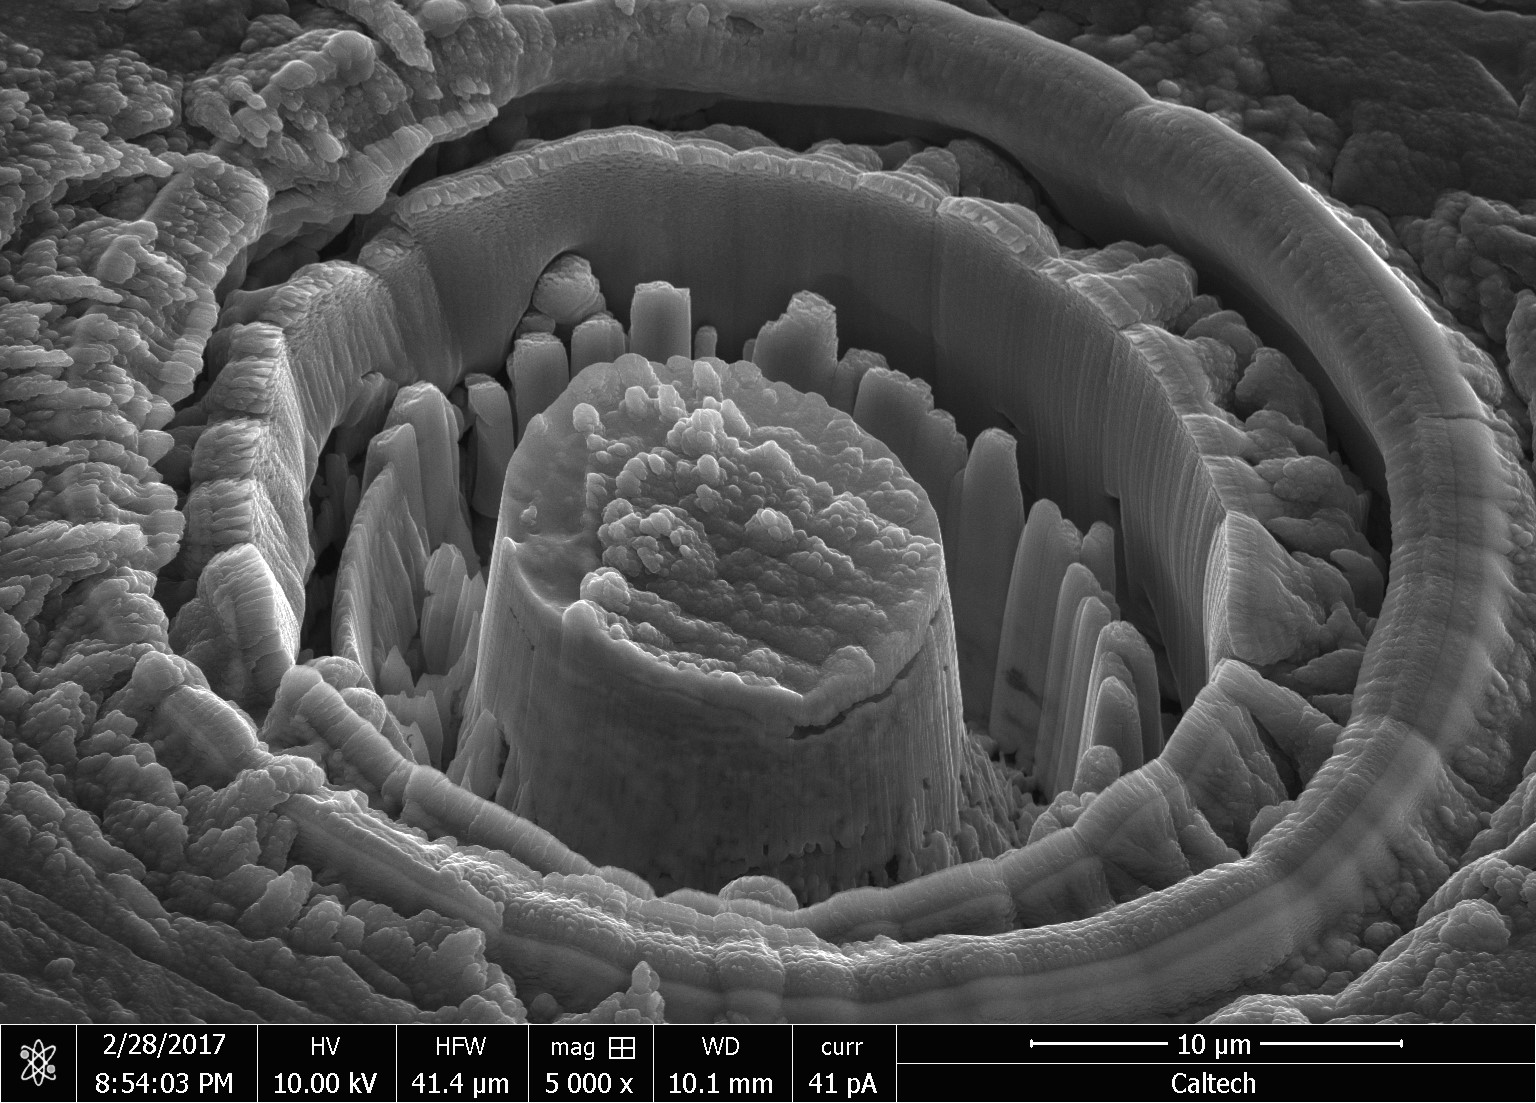 2/28/2017
8:54:03 PM
HV
10.00 kV
HFW
41.4 µm
mag
5 000 x
WD
10.1 mm
curr
41 pA
10 µm
Caltech